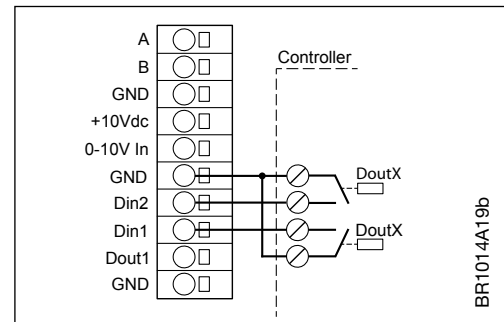 A
B
GND
+10Vdc
0-10V In
GND
Din2
Din1
Dout1
GND
Controller
DoutX
DoutX
BR1014A19b